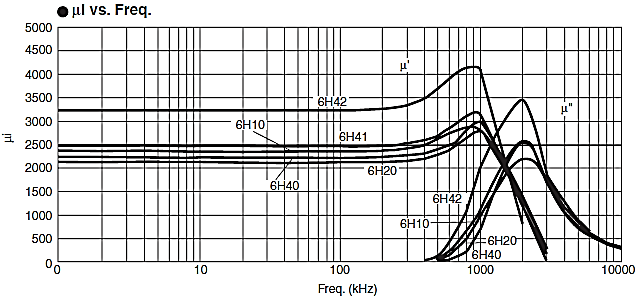 ● μI vs. Freq.
5000
4500
4000
3500
3000
2500
2000
1500
1000
500
0
μi
μ'
μ"
6H42
6H10
6H41
6H40
6H20
6H42
6H10
6H20
6H40
0 10 100 1000 10000
Freq. (kHz)